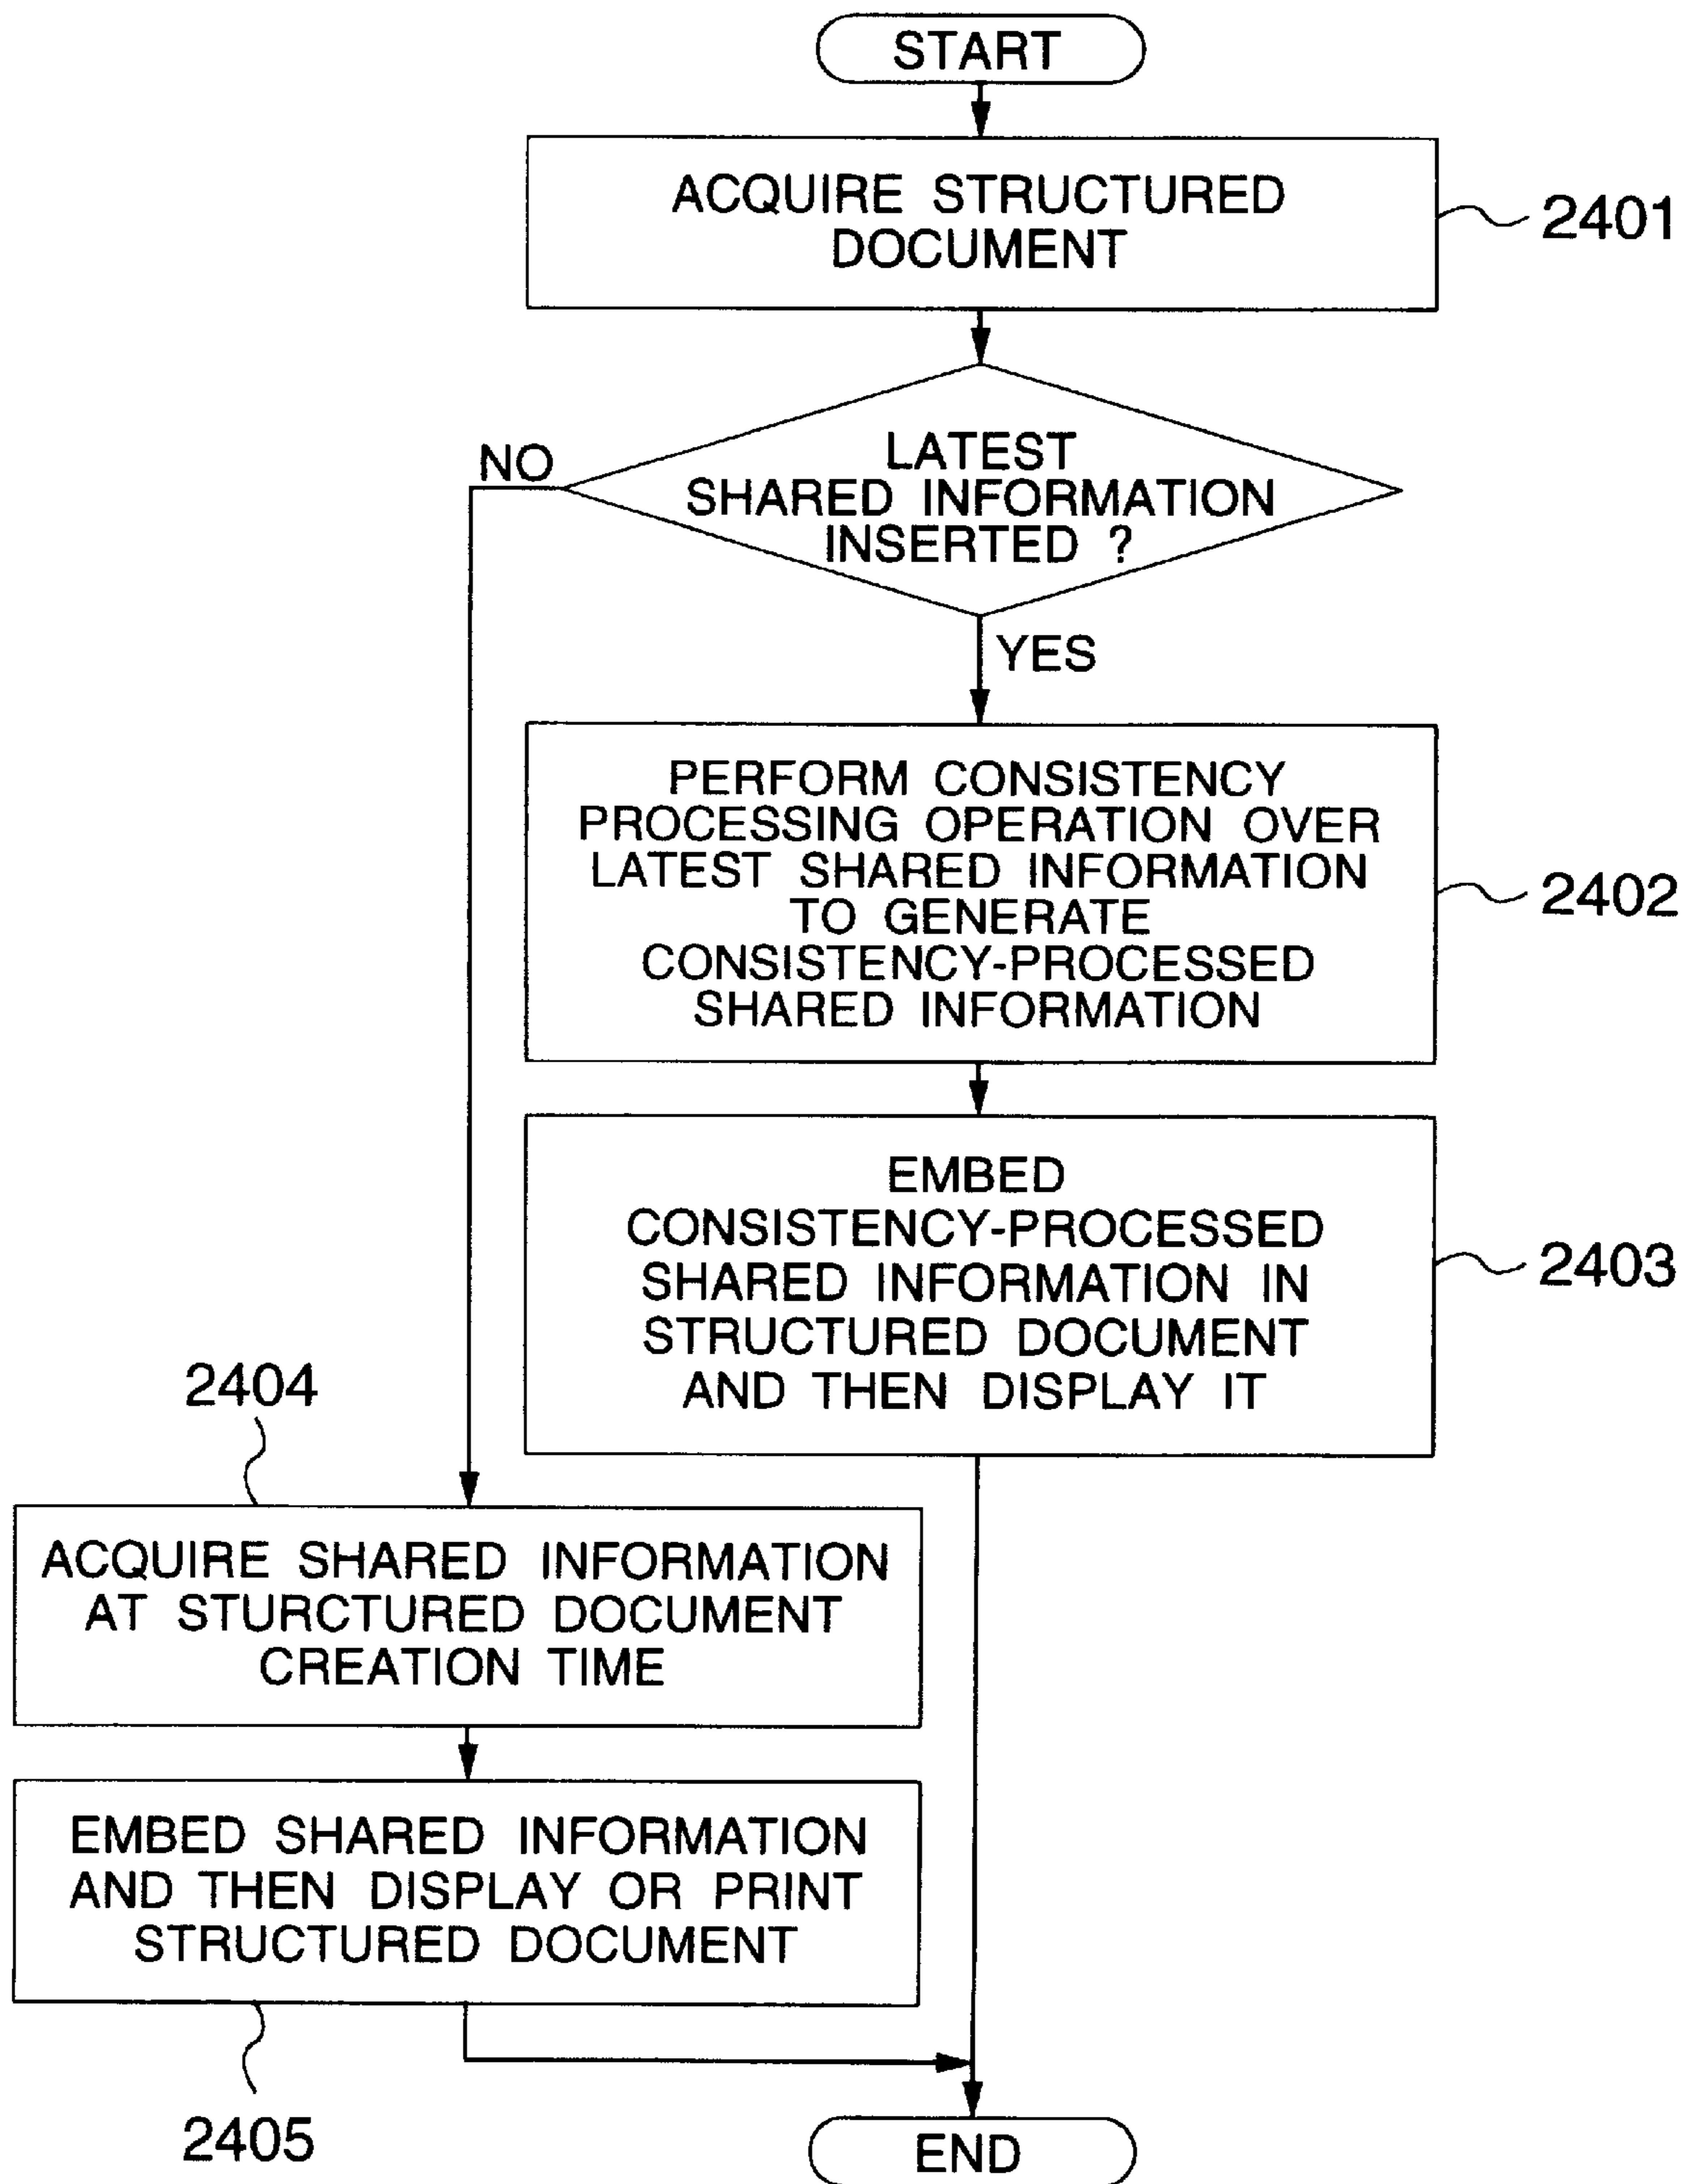 START
ACQUIRE STRUCTURED
DOCUMENT
2401
LATEST
SHARED INFORMATION
INSERTED ?
NO
YES
PERFORM CONSISTENCY
PROCESSING OPERATION OVER
LATEST SHARED INFORMATION
TO GENERATE
CONSISTENCY-PROCESSED
SHARED INFORMATION
2402
EMBED
CONSISTENCY-PROCESSED
SHARED INFORMATION IN
STRUCTURED DOCUMENT
AND THEN DISPLAY IT
2403
2404
ACQUIRE SHARED INFORMATION
AT STURCTURED DOCUMENT
CREATION TIME
EMBED SHARED INFORMATION
AND THEN DISPLAY OR PRINT
STRUCTURED DOCUMENT
2405
END